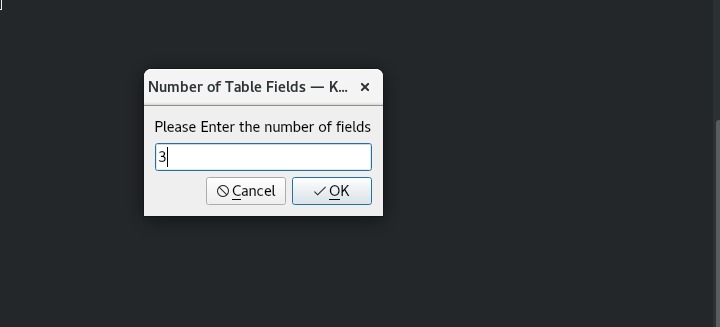 Number of Table Fields — K...
Please Enter the number of fields
3
Cancel
OK